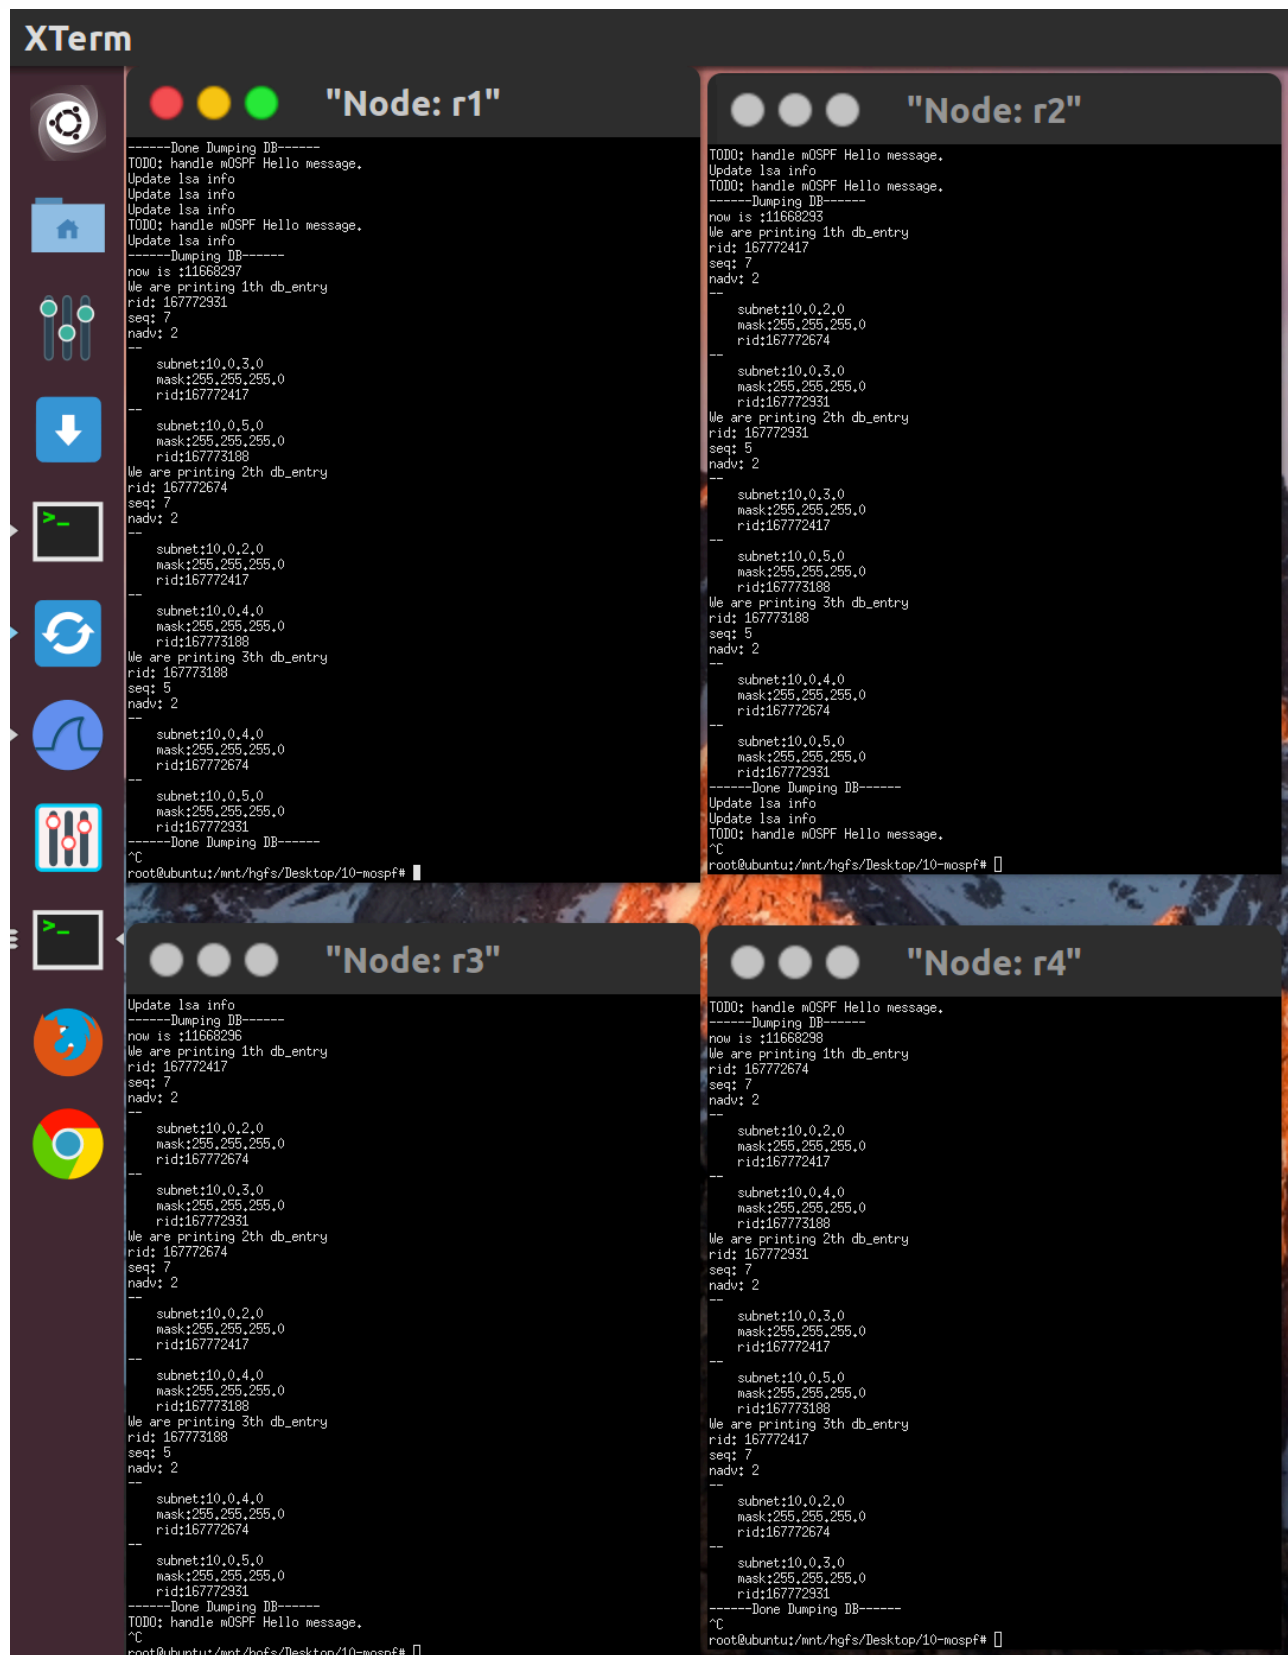 XTerm
"Node: r1"
------Done Dumping DB------
TODO: handle mOSPF Hello message.
Update lsa info
Update lsa info
Update lsa info
TODO: handle mOSPF Hello message.
Update lsa info
------Dumping DB------
now is :11668297
We are printing 1th db_entry
rid: 167772931
seq: 7
nadv: 2
--
subnet:10.0.3.0
mask:255.255.255.0
rid:167772417
--
subnet:10.0.5.0
mask:255.255.255.0
rid:167773188
We are printing 2th db_entry
rid: 167772674
seq: 7
nadv: 2
--
subnet:10.0.2.0
mask:255.255.255.0
rid:167772417
--
subnet:10.0.4.0
mask:255.255.255.0
rid:167773188
We are printing 3th db_entry
rid: 167773188
seq: 5
nadv: 2
--
subnet:10.0.4.0
mask:255.255.255.0
rid:167772674
--
subnet:10.0.5.0
mask:255.255.255.0
rid:167772931
------Done Dumping DB------
^C
root@ubuntu:/mnt/hgfs/Desktop/10-mospf#
"Node: r2"
TODO: handle mOSPF Hello message.
Update lsa info
TODO: handle mOSPF Hello message.
------Dumping DB------
now is :11668293
We are printing 1th db_entry
rid: 167772417
seq: 7
nadv: 2
--
subnet:10.0.2.0
mask:255.255.255.0
rid:167772674
--
subnet:10.0.3.0
mask:255.255.255.0
rid:167772931
We are printing 2th db_entry
rid: 167772931
seq: 5
nadv: 2
--
subnet:10.0.3.0
mask:255.255.255.0
rid:167772417
--
subnet:10.0.5.0
mask:255.255.255.0
rid:167773188
We are printing 3th db_entry
rid: 167773188
seq: 5
nadv: 2
--
subnet:10.0.4.0
mask:255.255.255.0
rid:167772674
--
subnet:10.0.5.0
mask:255.255.255.0
rid:167772931
------Done Dumping DB------
Update lsa info
Update lsa info
TODO: handle mOSPF Hello message.
^C
root@ubuntu:/mnt/hgfs/Desktop/10-mospf#
"Node: r3"
Update lsa info
------Dumping DB------
now is :11668296
We are printing 1th db_entry
rid: 167772417
seq: 7
nadv: 2
--
subnet:10.0.2.0
mask:255.255.255.0
rid:167772674
--
subnet:10.0.3.0
mask:255.255.255.0
rid:167772931
We are printing 2th db_entry
rid: 167772674
seq: 7
nadv: 2
--
subnet:10.0.2.0
mask:255.255.255.0
rid:167772417
--
subnet:10.0.4.0
mask:255.255.255.0
rid:167773188
We are printing 3th db_entry
rid: 167773188
seq: 5
nadv: 2
--
subnet:10.0.4.0
mask:255.255.255.0
rid:167772674
--
subnet:10.0.5.0
mask:255.255.255.0
rid:167772931
------Done Dumping DB------
TODO: handle mOSPF Hello message.
^C
root@ubuntu:/mnt/hgfs/Desktop/10-mospf#
"Node: r4"
TODO: handle mOSPF Hello message.
------Dumping DB------
now is :11668298
We are printing 1th db_entry
rid: 167772674
seq: 7
nadv: 2
--
subnet:10.0.2.0
mask:255.255.255.0
rid:167772417
--
subnet:10.0.4.0
mask:255.255.255.0
rid:167773188
We are printing 2th db_entry
rid: 167772931
seq: 7
nadv: 2
--
subnet:10.0.3.0
mask:255.255.255.0
rid:167772417
--
subnet:10.0.5.0
mask:255.255.255.0
rid:167773188
We are printing 3th db_entry
rid: 167772417
seq: 7
nadv: 2
--
subnet:10.0.2.0
mask:255.255.255.0
rid:167772674
--
subnet:10.0.3.0
mask:255.255.255.0
rid:167772931
------Done Dumping DB------
^C
root@ubuntu:/mnt/hgfs/Desktop/10-mospf#